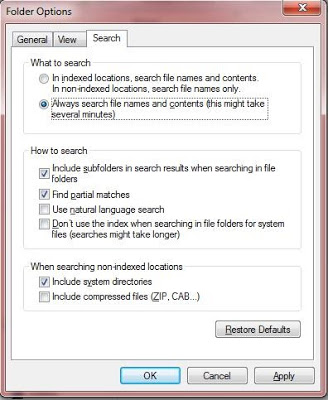 Folder Options
General
View
Search
What to search
In indexed locations, search file names and contents.
In non-indexed locations, search file names only.
Always search file names and contents (this might take
several minutes)
How to search
Include subfolders in search results when searching in file
folders
Find partial matches
Use natural language search
Don't use the index when searching in file folders for system
files (searches might take longer)
When searching non-indexed locations
Include system directories
Include compressed files (ZIP, CAB...)
Restore Defaults
OK
Cancel
Apply